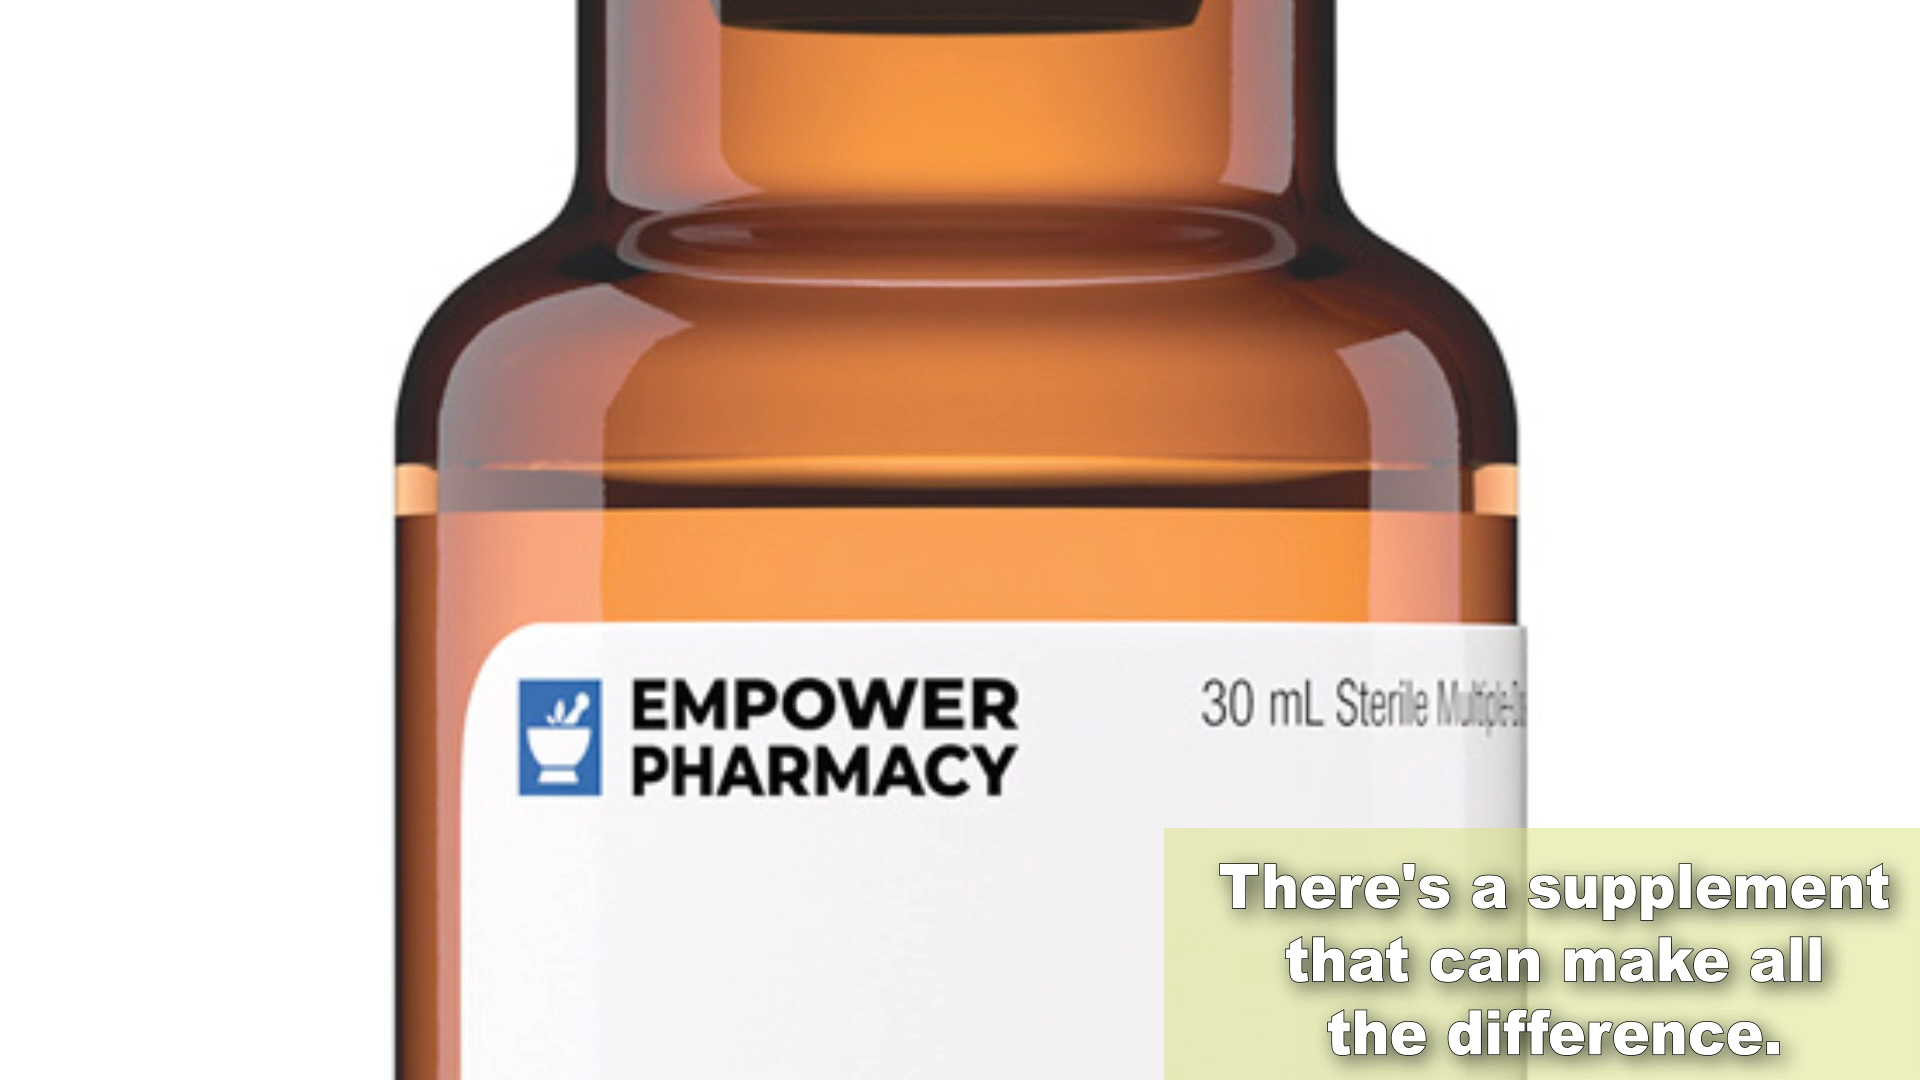 EMPOWER
PHARMACY
30 mL Sterile
There's a supplement
that can make all
the difference.